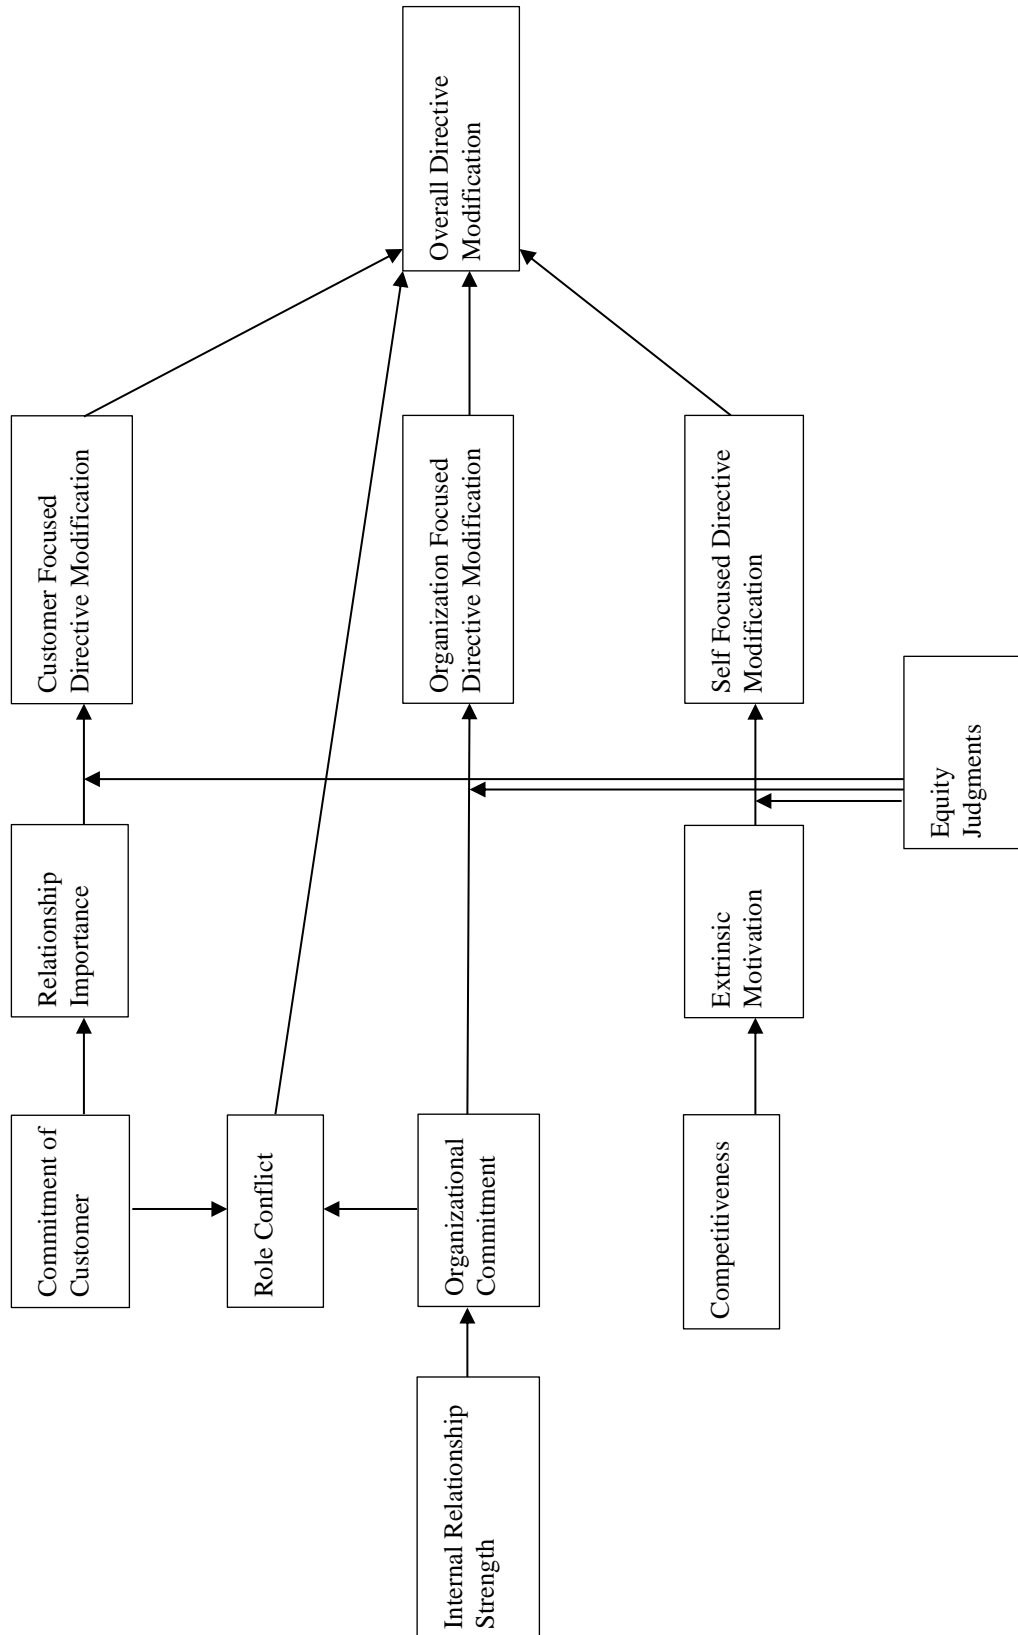 Internal Relationship
Strength
Commitment of
Customer
Role Conflict
Organizational
Commitment
Competitiveness
Relationship
Importance
Extrinsic
Motivation
Equity
Judgments
Customer Focused
Directive Modification
Organization Focused
Directive Modification
Self Focused Directive
Modification
Overall Directive
Modification